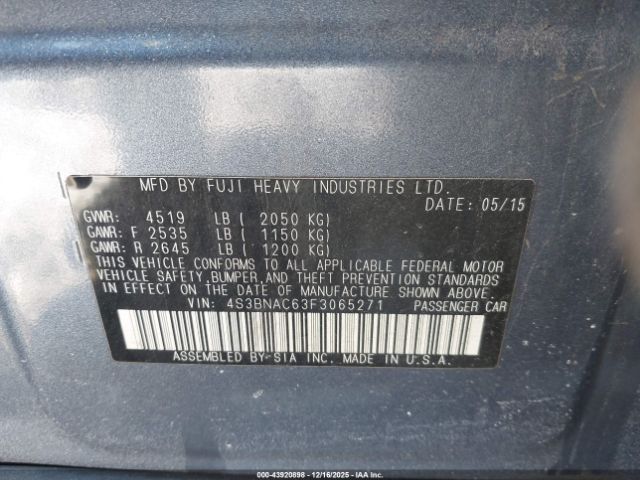 MFD BY FUJI HEAVY INDUSTRIES LTD.
DATE: 05/15
GVWR: 4519 LB ( 2050 KG)
GAWR: F 2535 LB ( 1150 KG)
GAWR: R 2645 LB ( 1200 KG)
THIS VEHICLE CONFORMS TO ALL APPLICABLE FEDERAL MOTOR
VEHICLE SAFETY, BUMPER, AND THEFT PREVENTION STANDARDS
IN EFFECT ON THE DATE OF MANUFACTURE SHOWN ABOVE.
VIN: 4S3BNAC63F3065271 PASSENGER CAR
ASSEMBLED BY SIA INC. MADE IN U.S.A.
00-43920898 - 12/16/2025 - IAA Inc.